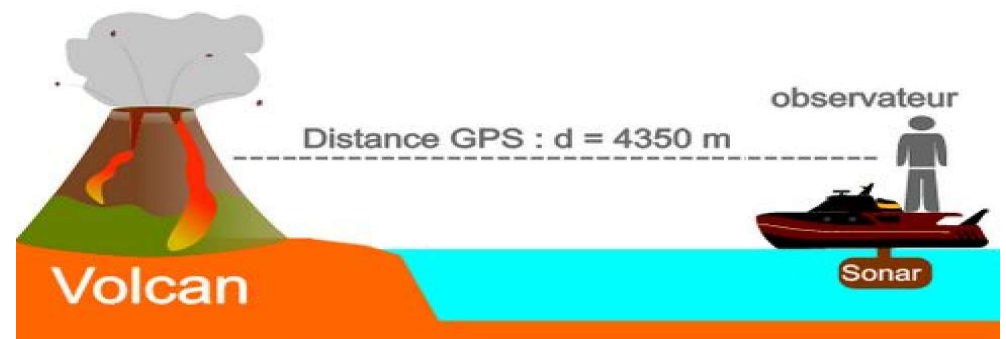 observateur
Distance GPS : d = 4350 m
Sonar
Volcan